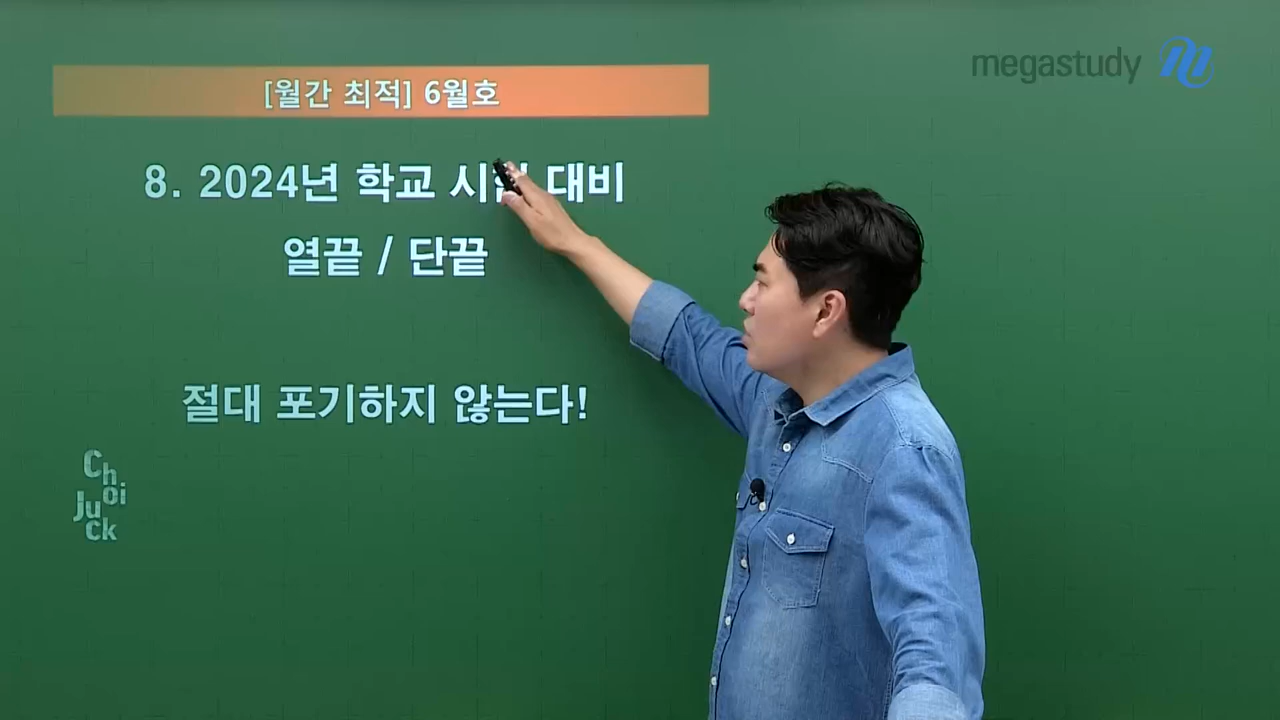 [월간 최적] 6월호
megastudy
8. 2024년 학교 대비
열끝 / 단끝
절대 포기하지 않는다!
Choi
Juck